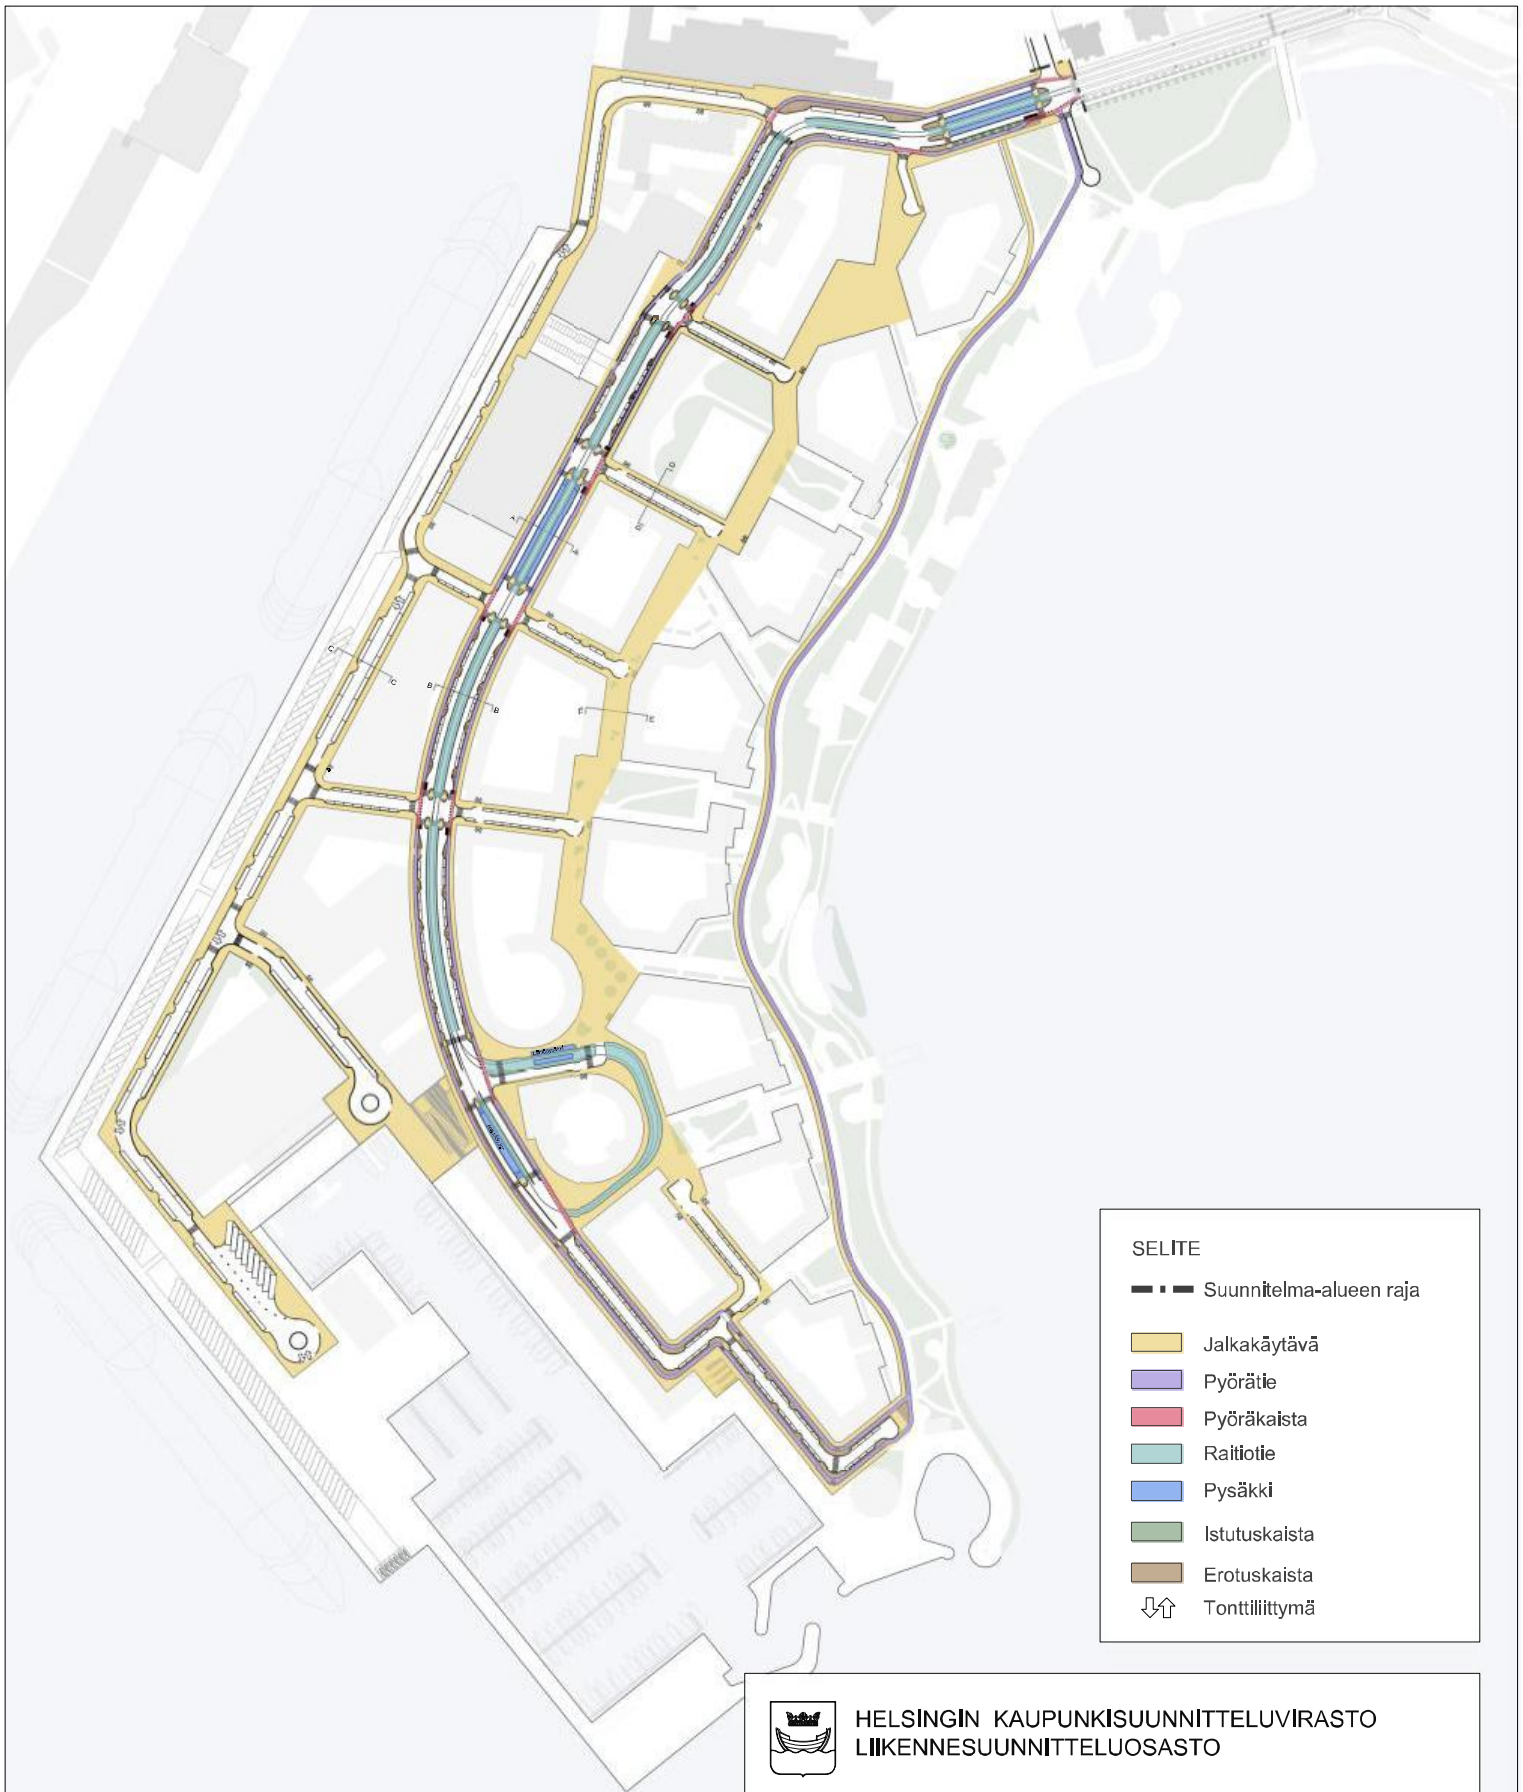 D
D
A
A
C
C
B
B
E
E
SELITE
Suunnitelma-alueen raja
Jalkakäytävä
Pyörätie
Pyöräkaista
Raitiotie
Pysäkki
Istutuskaista
Erotuskaista
Tonttiliittymä
HELSINGIN KAUPUNKISUUNNITTELUVIRASTO
LIIKENNESUUNNITTELUOSASTO